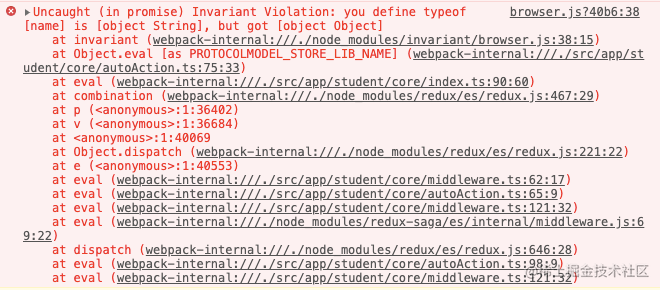 Uncaught (in promise) Invariant Violation: you define typeof browser.js?40b6:38
[name] is [object String], but got [object Object]
at invariant (webpack-internal:///./node_modules/invariant/browser.js:38:15)
at Object.eval [as PROTOCOLMODEL_STORE_LIB_NAME] (webpack-internal:///./src/app/st
udent/core/autoAction.ts:75:33)
at eval (webpack-internal:///./src/app/student/core/index.ts:90:60)
at combination (webpack-internal:///./node_modules/redux/es/redux.js:467:29)
at p (<anonymous>:1:36402)
at v (<anonymous>:1:36684)
at <anonymous>:1:40069
at Object.dispatch (webpack-internal:///./node_modules/redux/es/redux.js:221:22)
at e (<anonymous>:1:40553)
at eval (webpack-internal:///./src/app/student/core/middleware.ts:62:17)
at eval (webpack-internal:///./src/app/student/core/autoAction.ts:65:9)
at eval (webpack-internal:///./src/app/student/core/middleware.ts:121:32)
at eval (webpack-internal:///./node_modules/redux-saga/es/internal/middleware.js:6
9:22)
at dispatch (webpack-internal:///./node_modules/redux/es/redux.js:646:28)
at eval (webpack-internal:///./src/app/student/core/autoAction.ts:98:9)
at eval (webpack-internal:///./src/app/student/core/middleware.ts:121:32)
@稀土掘金技术社区